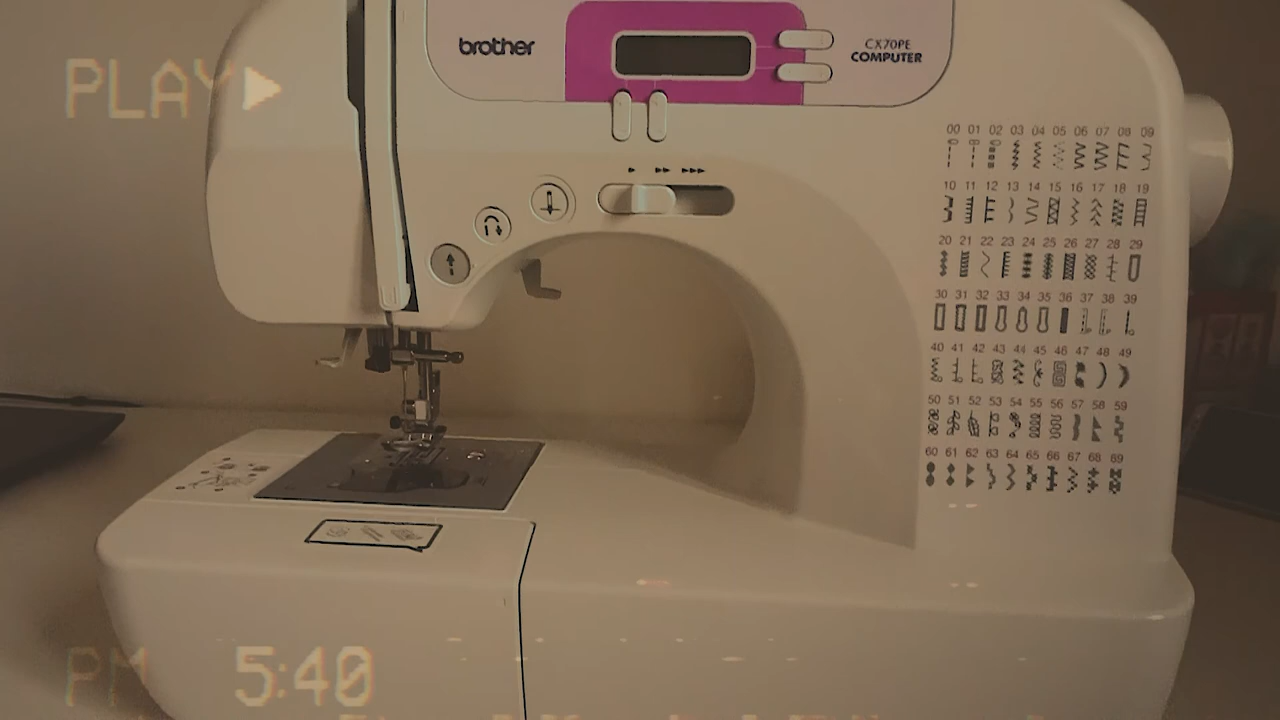 PLAY
brother
CX70PE
COMPUTER
00 01 02 03 04 05 06 07 08 09
10 11 12 13 14 15 16 17 18 19
20 21 22 23 24 25 26 27 28 29
30 31 32 33 34 35 36 37 38 39
40 41 42 43 44 45 46 47 48 49
50 51 52 53 54 55 56 57 58 59
60 61 62 63 64 65 66 67 68 69
PM 5:40